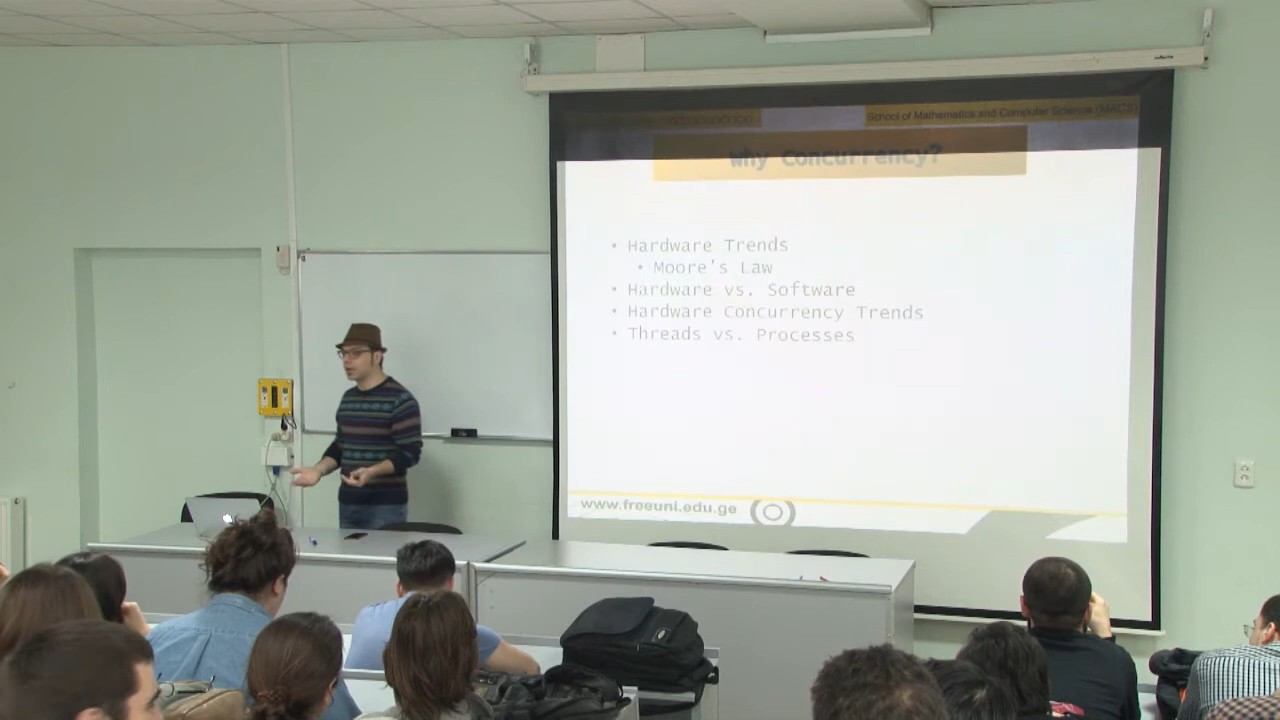 School of Mathematics and Computer Science (MACS)
Why Concurrency?
• Hardware Trends
• Moore's Law
• Hardware vs. Software
• Hardware Concurrency Trends
• Threads vs. Processes
www.freeuni.edu.ge